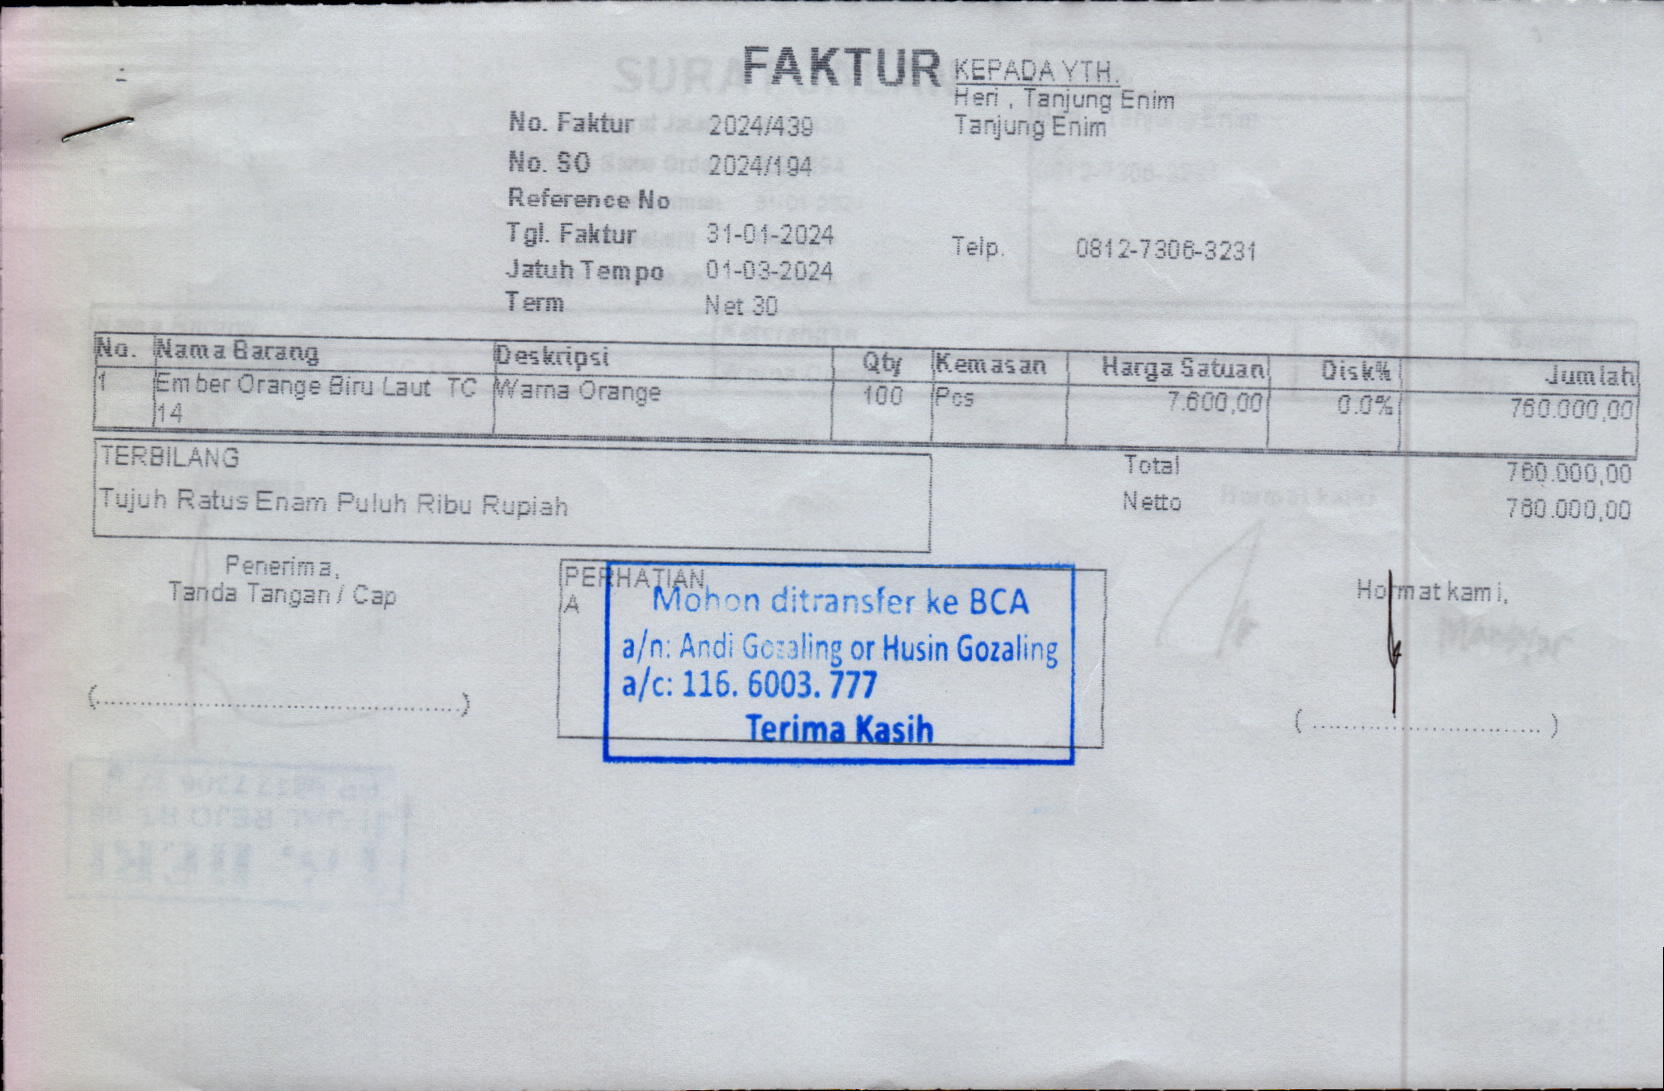 FAKTUR
KEPADA YTH.
Heri , Tanjung Enim
Tanjung Enim
No. Faktur 2024/439
No. SO 2024/194
Reference No
Tgl. Faktur 31-01-2024
Telp. 0812-7306-3231
Jatuh Tempo 01-03-2024
Term Net 30
No. Nama Barang Deskripsi Qty Kemasan Harga Satuan Disk% Jumlah
1 Ember Orange Biru Laut TC Warna Orange 100 Pcs 7.600,00 0.0% 760.000,00
14
TERBILANG
Total 760.000,00
Tujuh Ratus Enam Puluh Ribu Rupiah
Netto 760.000,00
Penerima,
Tanda Tangan / Cap
PERHATIAN
A
Hormat kami,
Mohon ditransfer ke BCA
a/n: Andi Gozaling or Husin Gozaling
a/c: 116. 6003. 777
Terima Kasih
(..........................................................)
(.................................)